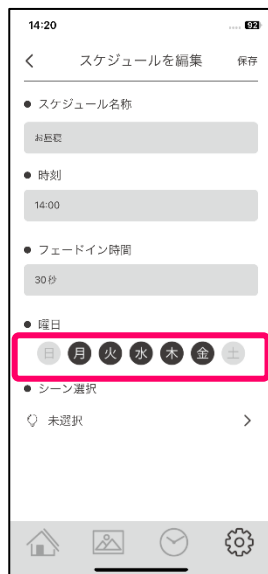 14:20
92
スケジュールを編集
保存
● スケジュール名称
お昼寝
● 時刻
14:00
● フェードイン時間
30秒
● 曜日
日 月 火 水 木 金 土
● シーン選択
未選択